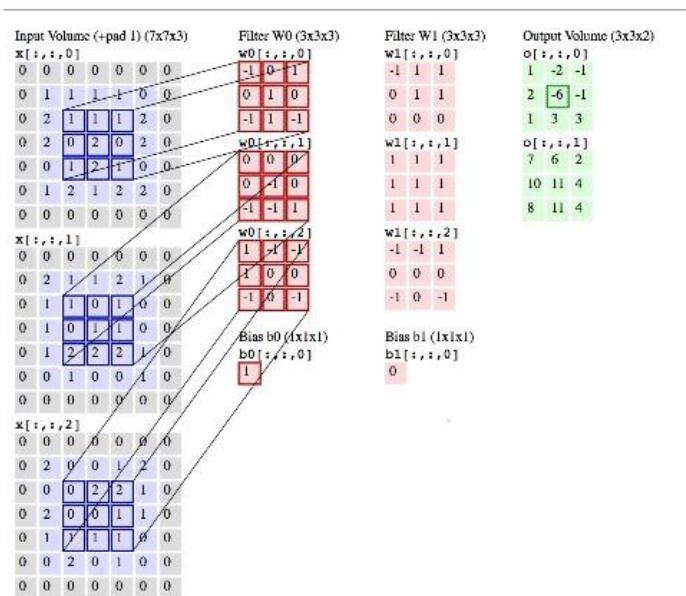 Input Volume (+pad 1) (7x7x3)
x[:,:,0]
0 0 0 0 0 0 0
0 1 1 1 1 0 0
0 2 1 1 1 2 0
0 2 0 2 0 2 0
0 0 1 2 1 0 0
0 1 2 1 2 2 0
0 0 0 0 0 0 0
x[:,:,1]
0 0 0 0 0 0 0
0 2 1 1 2 1 0
0 1 1 0 1 0 0
0 1 0 1 1 0 0
0 1 2 2 2 1 0
0 0 1 0 0 1 0
0 0 0 0 0 0 0
x[:,:,2]
0 0 0 0 0 0 0
0 2 0 0 1 2 0
0 0 0 2 2 1 0
0 2 0 0 1 1 0
0 1 1 1 1 0 0
0 0 2 0 1 0 0
0 0 0 0 0 0 0
Filter W0 (3x3x3)
w0[:,:,0]
-1 0 1
0 1 0
-1 1 -1
w0[:,:,1]
0 0 0
0 -1 0
-1 -1 1
w0[:,:,2]
1 -1 -1
1 0 0
-1 0 -1
Bias b0 (1x1x1)
b0[:,:,0]
1
Filter W1 (3x3x3)
w1[:,:,0]
-1 1 1
0 1 1
0 0 0
w1[:,:,1]
1 1 1
1 1 1
1 1 1
w1[:,:,2]
-1 -1 1
0 0 0
-1 0 -1
Bias b1 (1x1x1)
b1[:,:,0]
0
Output Volume (3x3x2)
o[:,:,0]
1 -2 -1
2 -6 -1
1 3 3
o[:,:,1]
7 6 2
10 11 4
8 11 4